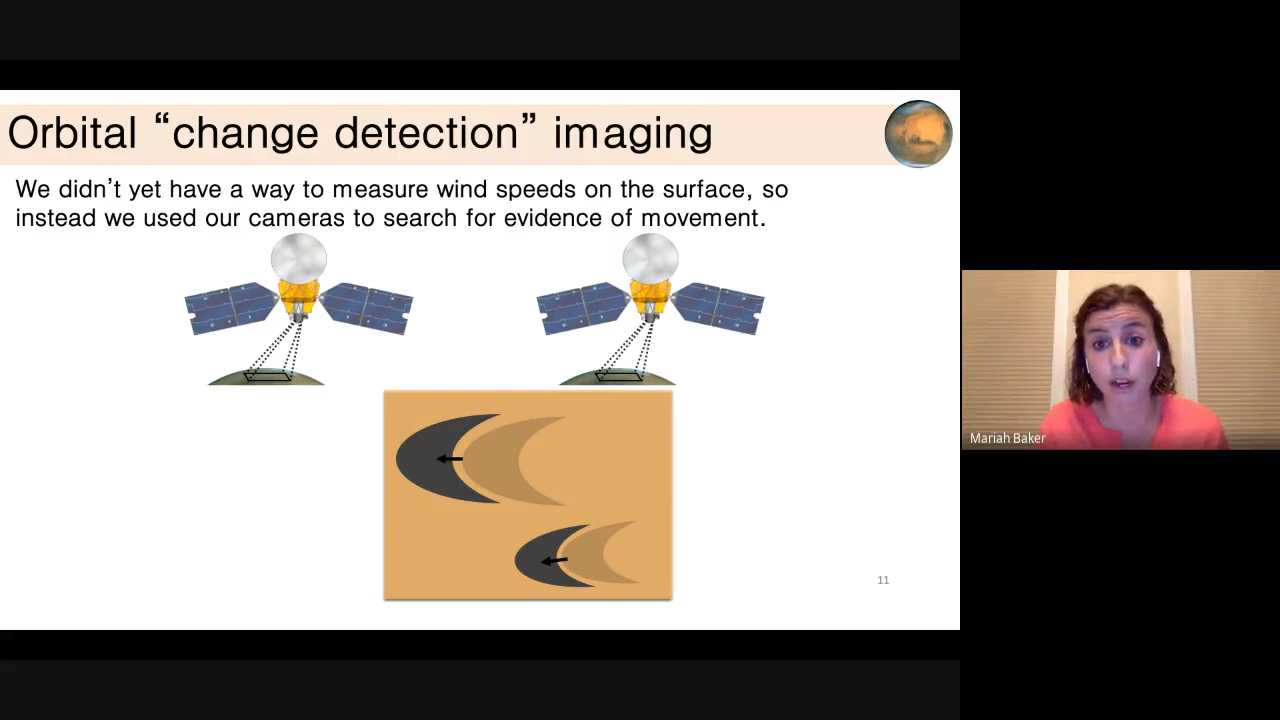 Orbital “change detection” imaging
We didn’t yet have a way to measure wind speeds on the surface, so
instead we used our cameras to search for evidence of movement.
Mariah Baker
11